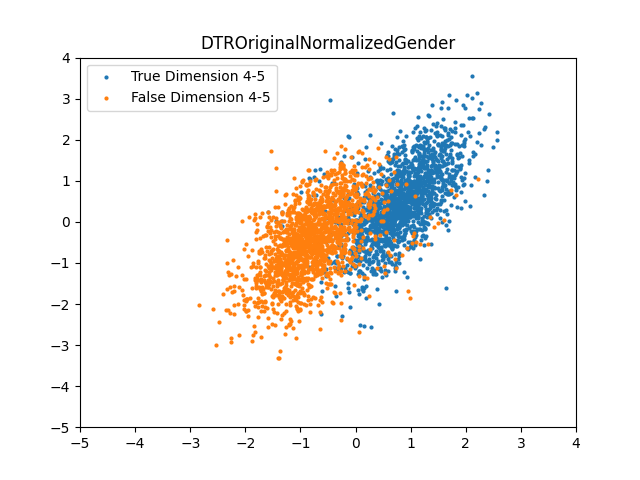 DTROriginalNormalizedGender
True Dimension 4-5
False Dimension 4-5
4
3
2
1
0
−1
−2
−3
−4
−5
−5 −4 −3 −2 −1 0 1 2 3 4